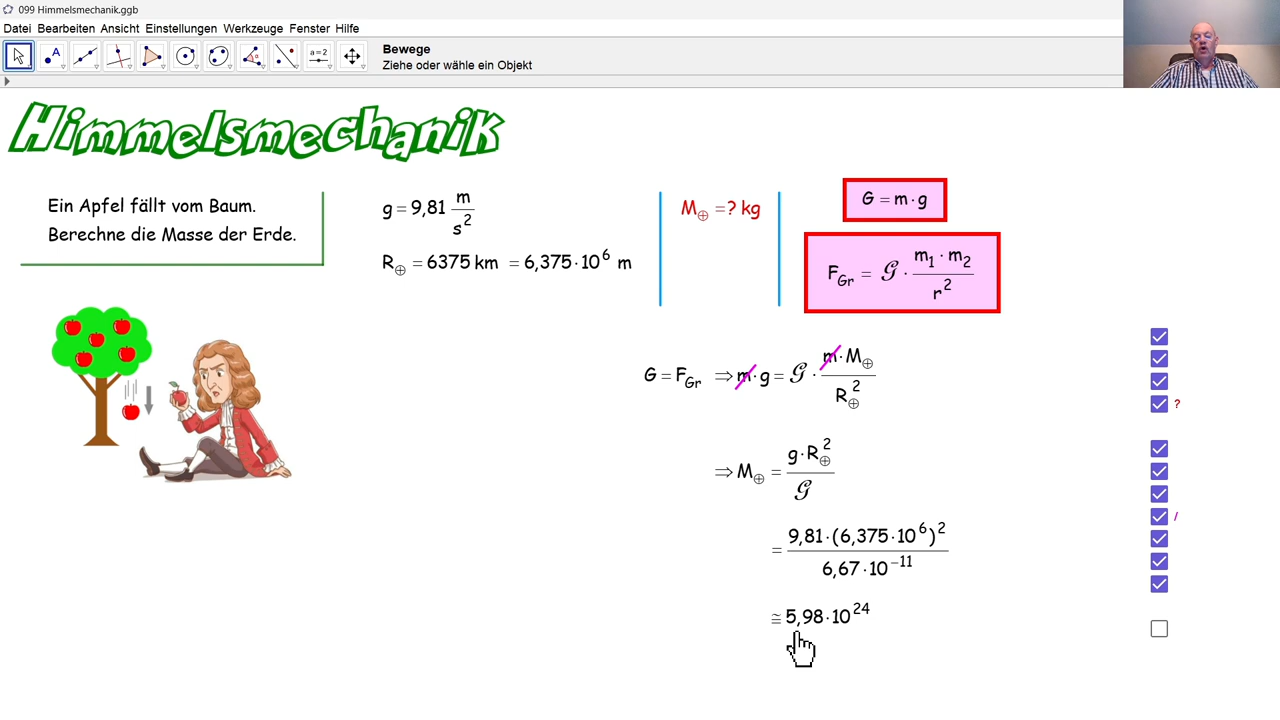 099 Himmelsmechanik.ggb
Datei Bearbeiten Ansicht Einstellungen Werkzeuge Fenster Hilfe
A
a=2
Bewege
Ziehe oder wähle ein Objekt
Himmelsmechanik
Ein Apfel fällt vom Baum.
Berechne die Masse der Erde.
g = 9,81 m/s²
R⊕ = 6375 km = 6,375·10⁶ m
M⊕ = ? kg
G = m·g
F_Gr = 𝒢 · (m₁ · m₂)/r²
G = F_Gr ⇒ m·g = 𝒢 · (m·M⊕)/R⊕²
?
⇒ M⊕ = (g·R⊕²)/𝒢
/
= (9,81·(6,375·10⁶)²)/(6,67·10⁻¹¹)
≅ 5,98·10²⁴